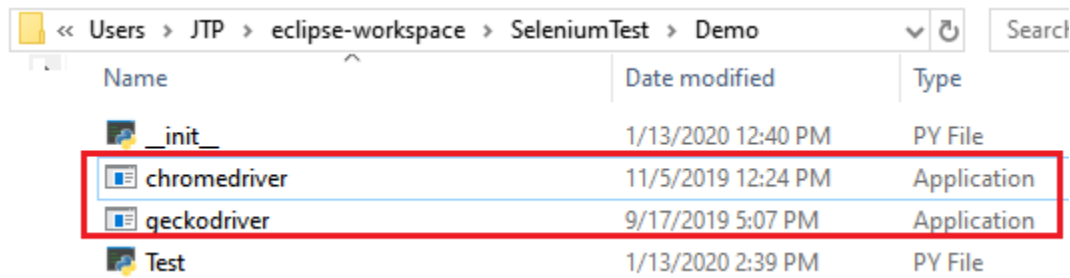 « Users > JTP > eclipse-workspace > SeleniumTest > Demo Search
Name Date modified Type
__init__ 1/13/2020 12:40 PM PY File
chromedriver 11/5/2019 12:24 PM Application
geckodriver 9/17/2019 5:07 PM Application
Test 1/13/2020 2:39 PM PY File